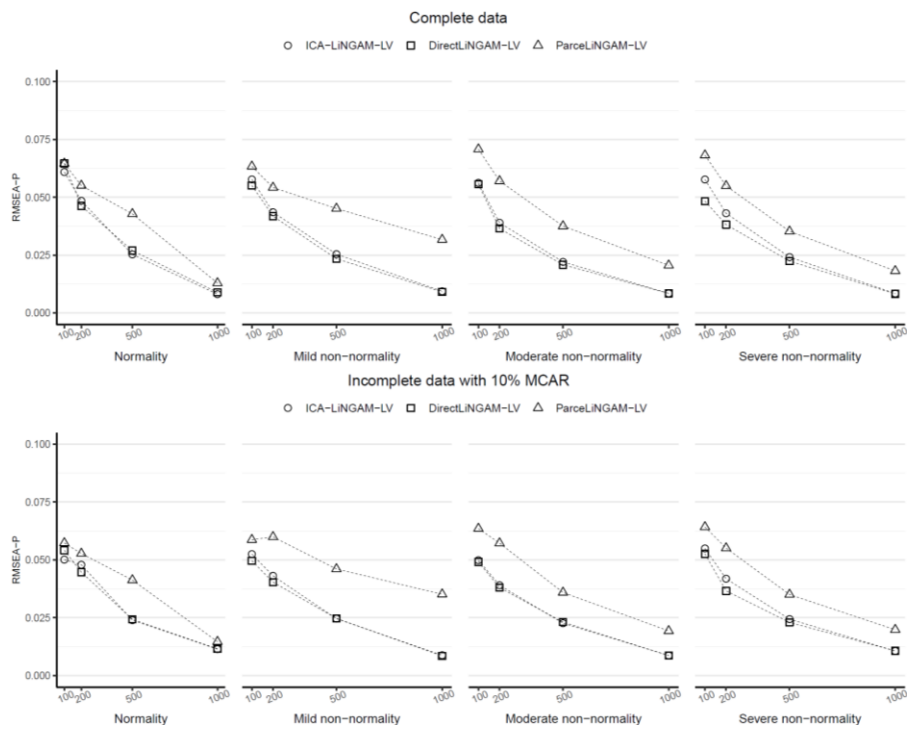 Complete data
ICA−LiNGAM−LV DirectLiNGAM−LV ParceLiNGAM−LV
0.100
0.075
0.050
0.025
0.000
RMSEA−P
100 200 500 1000 100 200 500 1000 100 200 500 1000 100 200 500 1000
Normality Mild non−normality Moderate non−normality Severe non−normality
Incomplete data with 10% MCAR
ICA−LiNGAM−LV DirectLiNGAM−LV ParceLiNGAM−LV
0.100
0.075
0.050
0.025
0.000
RMSEA−P
100 200 500 1000 100 200 500 1000 100 200 500 1000 100 200 500 1000
Normality Mild non−normality Moderate non−normality Severe non−normality